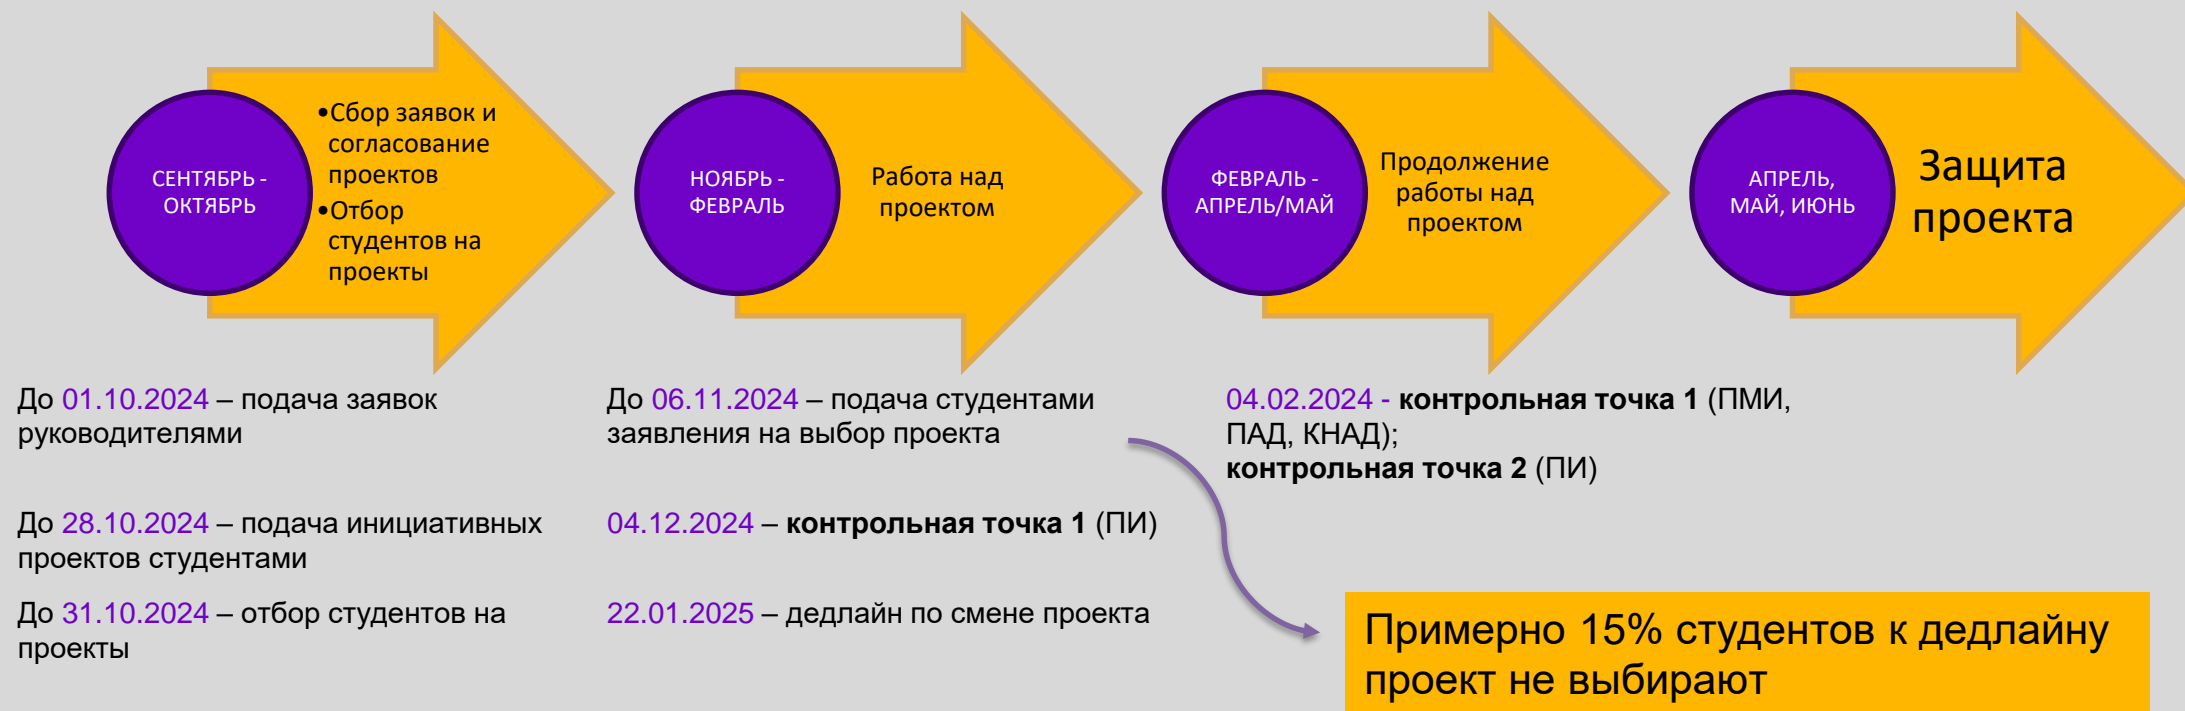 СЕНТЯБРЬ -
ОКТЯБРЬ
•Сбор заявок и
согласование
проектов
•Отбор
студентов на
проекты
НОЯБРЬ -
ФЕВРАЛЬ
Работа над
проектом
ФЕВРАЛЬ -
АПРЕЛЬ/МАЙ
Продолжение
работы над
проектом
АПРЕЛЬ,
МАЙ, ИЮНЬ
Защита
проекта
До 01.10.2024 – подача заявок
руководителями
До 28.10.2024 – подача инициативных
проектов студентами
До 31.10.2024 – отбор студентов на
проекты
До 06.11.2024 – подача студентами
заявления на выбор проекта
04.12.2024 – контрольная точка 1 (ПИ)
22.01.2025 – дедлайн по смене проекта
04.02.2024 - контрольная точка 1 (ПМИ,
ПАД, КНАД);
контрольная точка 2 (ПИ)
Примерно 15% студентов к дедлайну
проект не выбирают